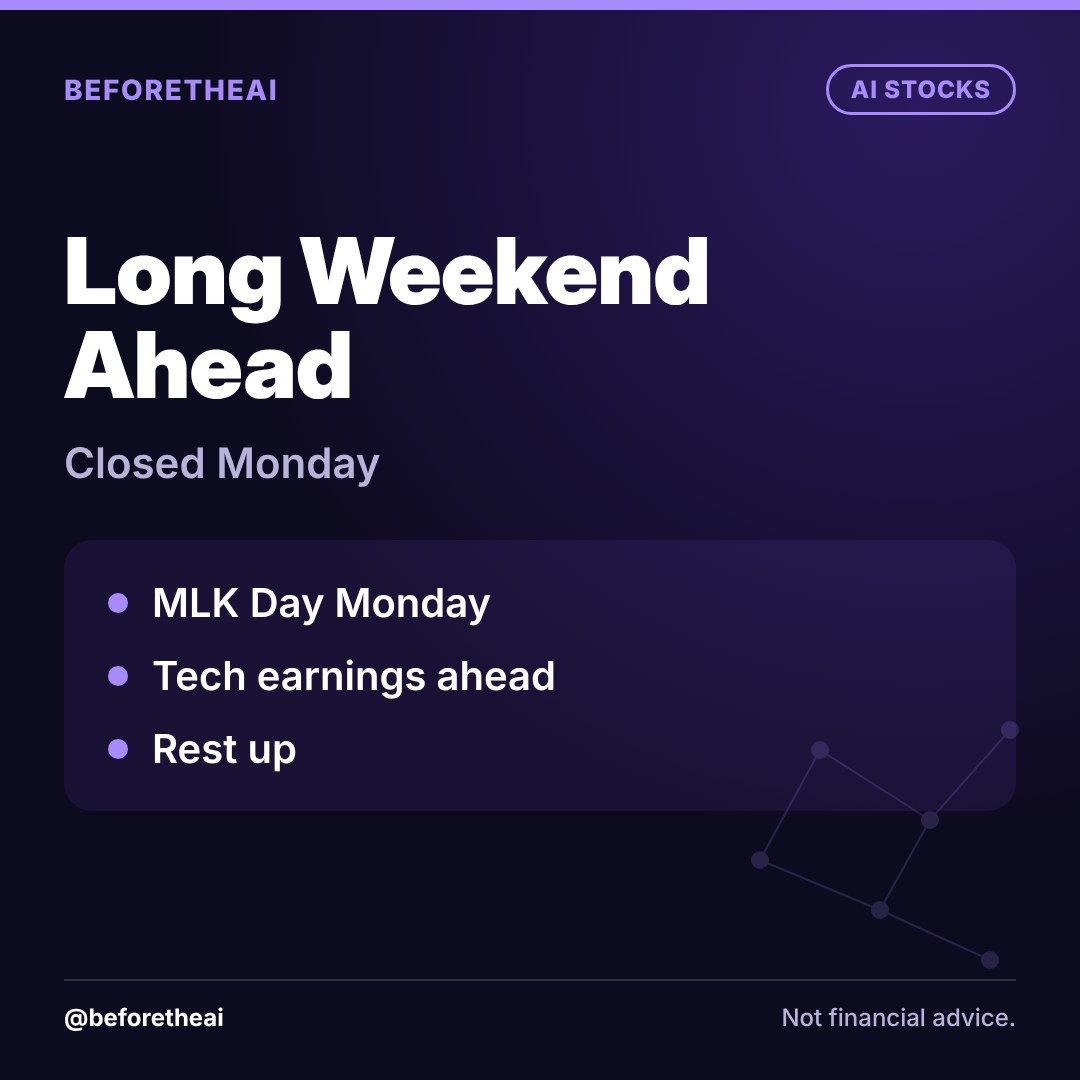 BEFORETHEAI
AI STOCKS
Long Weekend
Ahead
Closed Monday
MLK Day Monday
Tech earnings ahead
Rest up
@beforetheai
Not financial advice.